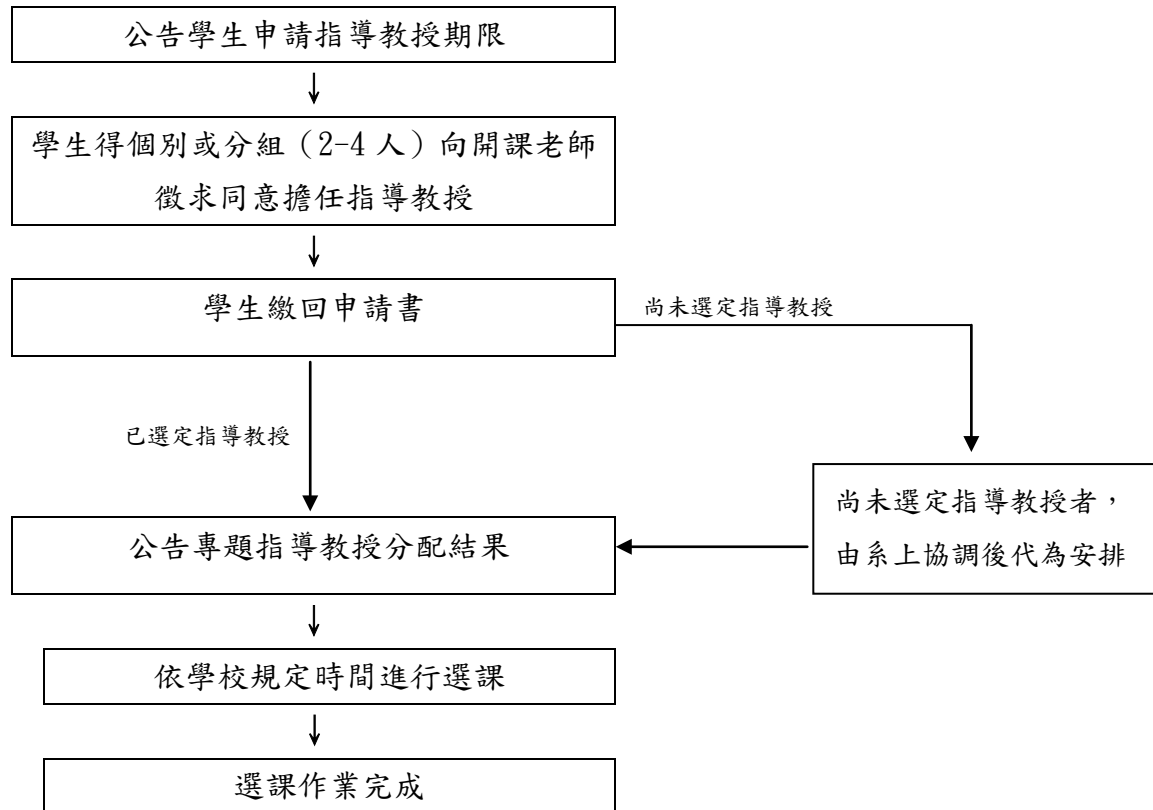 公告學生申請指導教授期限
學生得個別或分組（2-4 人）向開課老師
徵求同意擔任指導教授
學生繳回申請書
尚未選定指導教授
已選定指導教授
尚未選定指導教授者，
由系上協調後代為安排
公告專題指導教授分配結果
依學校規定時間進行選課
選課作業完成